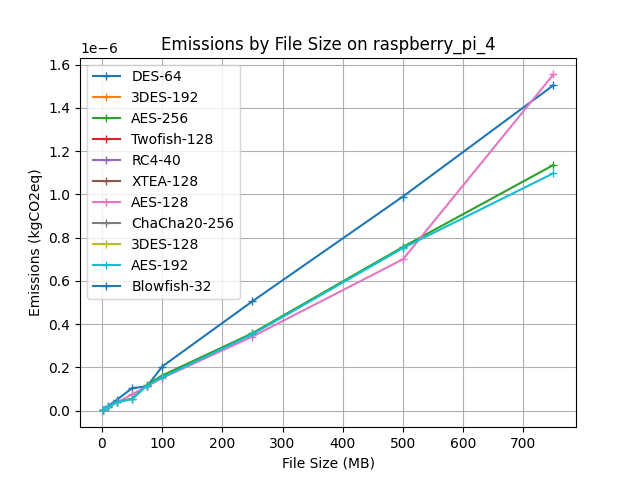 Emissions by File Size on raspberry_pi_4
1e−6
DES-64
3DES-192
AES-256
Twofish-128
RC4-40
XTEA-128
AES-128
ChaCha20-256
3DES-128
AES-192
Blowfish-32
1.6
1.4
1.2
1.0
0.8
0.6
0.4
0.2
0.0
Emissions (kgCO2eq)
0 100 200 300 400 500 600 700
File Size (MB)